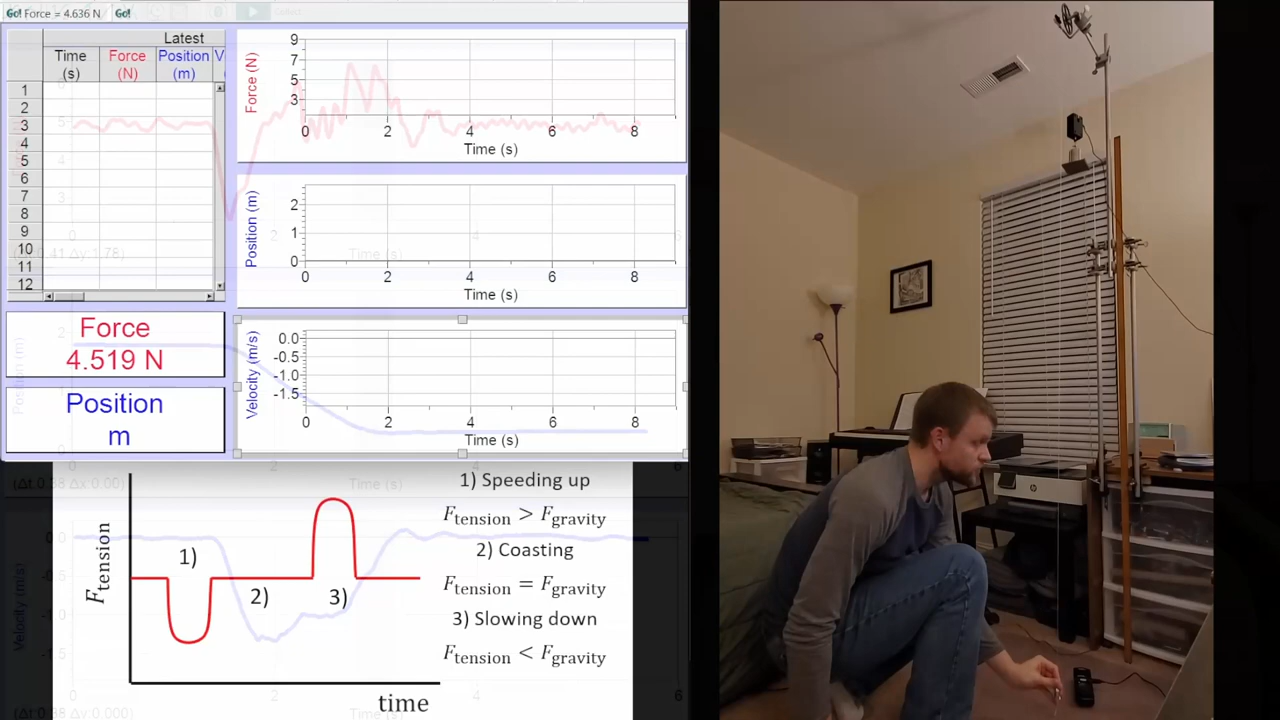 Go! Force = 4.636 N Go!
Latest
Time Force Position V
(s) (N) (m) (
1
2
3
4
5
6
7
8
9
10
11
12
Force
4.519 N
Position
m
Force (N)
9
7
5
3
0 2 4 6 8
Time (s)
Position (m)
2
1
0
0 2 4 6 8
Time (s)
Velocity (m/s)
0.0
-0.5
-1.0
-1.5
0 2 4 6 8
Time (s)
Ftension
1)
2)
3)
time
1) Speeding up
Ftension > Fgravity
2) Coasting
Ftension = Fgravity
3) Slowing down
Ftension < Fgravity